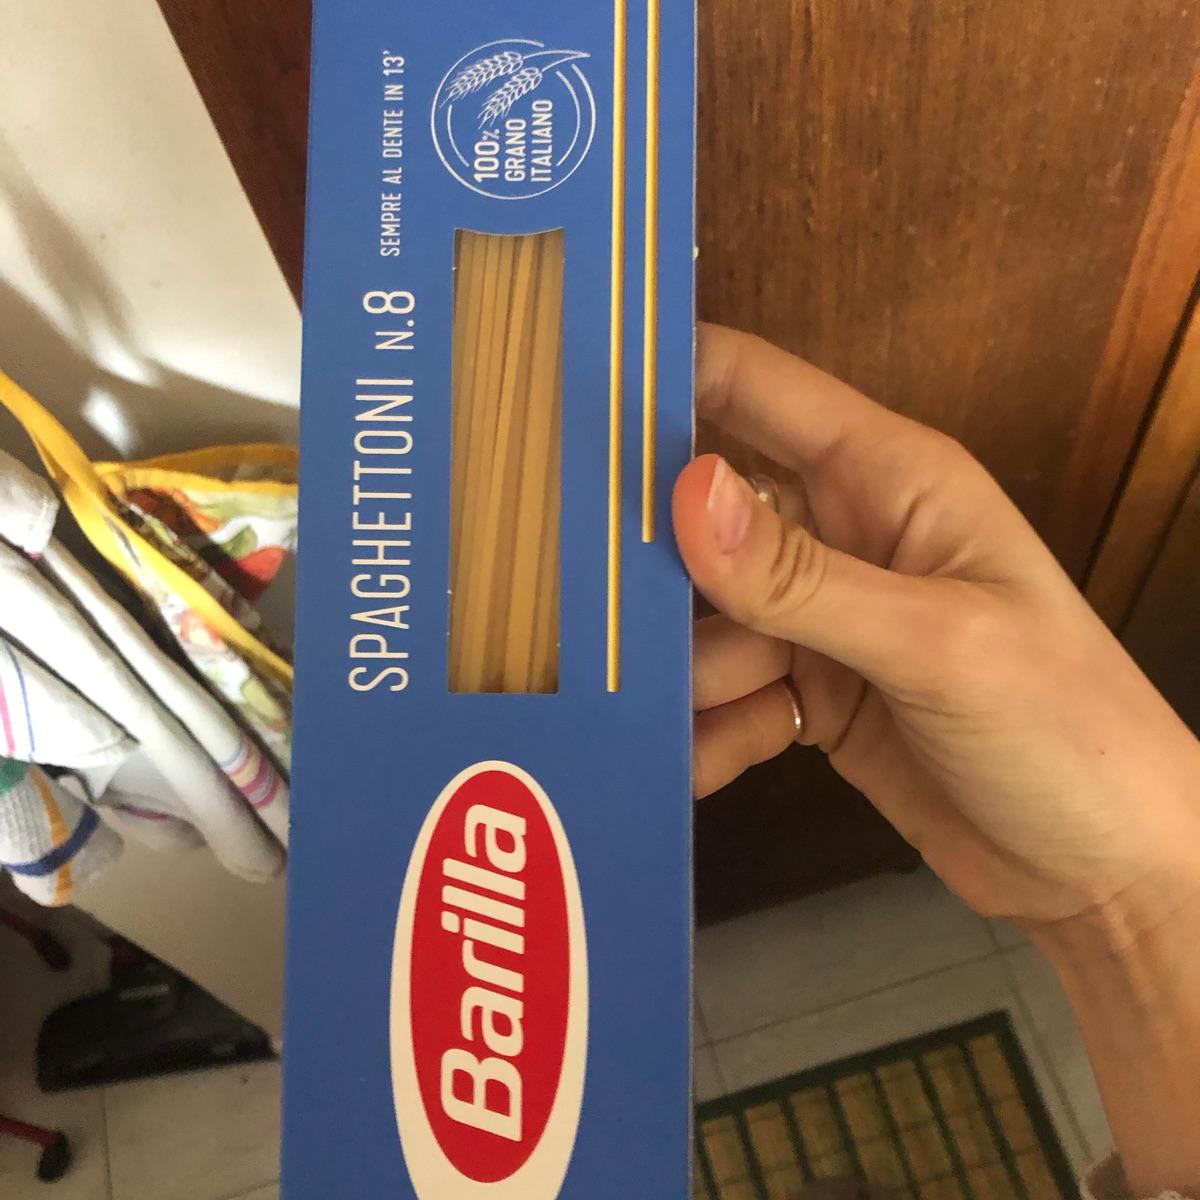 Barilla
SPAGHETTONI N.8
SEMPRE AL DENTE IN 13'
100%
GRANO
ITALIANO